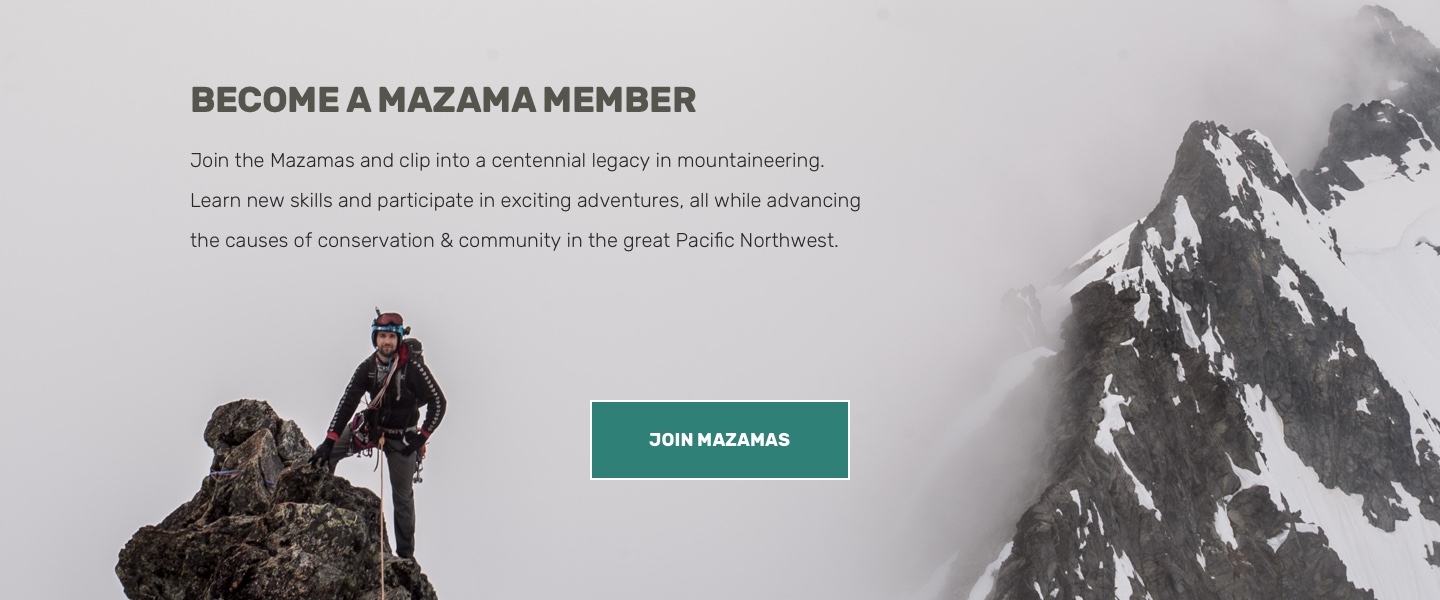 BECOME A MAZAMA MEMBER
Join the Mazamas and clip into a centennial legacy in mountaineering.
Learn new skills and participate in exciting adventures, all while advancing
the causes of conservation & community in the great Pacific Northwest.
JOIN MAZAMAS